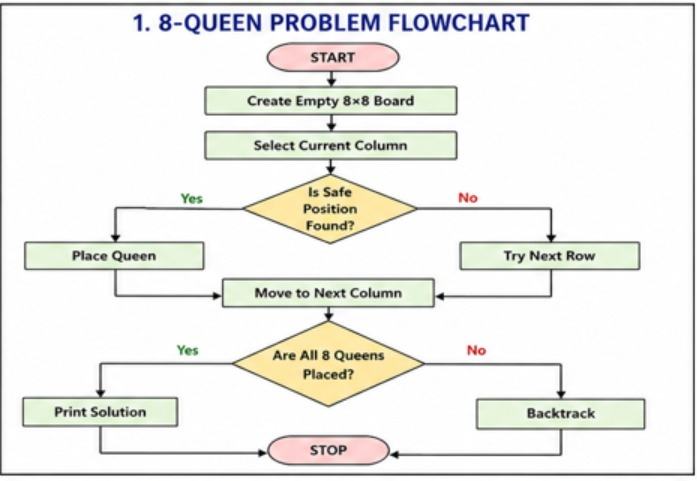 1. 8-QUEEN PROBLEM FLOWCHART
START
Create Empty 8×8 Board
Select Current Column
Is Safe
Position
Found?
Yes
No
Place Queen
Try Next Row
Move to Next Column
Are All 8 Queens
Placed?
Yes
No
Print Solution
Backtrack
STOP